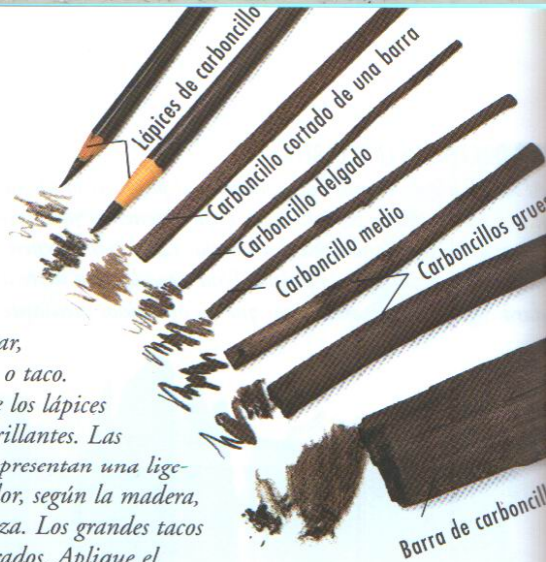 Lápices de carboncillo
Carboncillo cortado de una barra
Carboncillo delgado
Carboncillo medio
Carboncillos grue
Barra de carboncill
ar,
o taco.
los lápices
rillantes. Las
presentan una lige-
lor, según la madera,
za. Los grandes tacos
rados. Aplique el